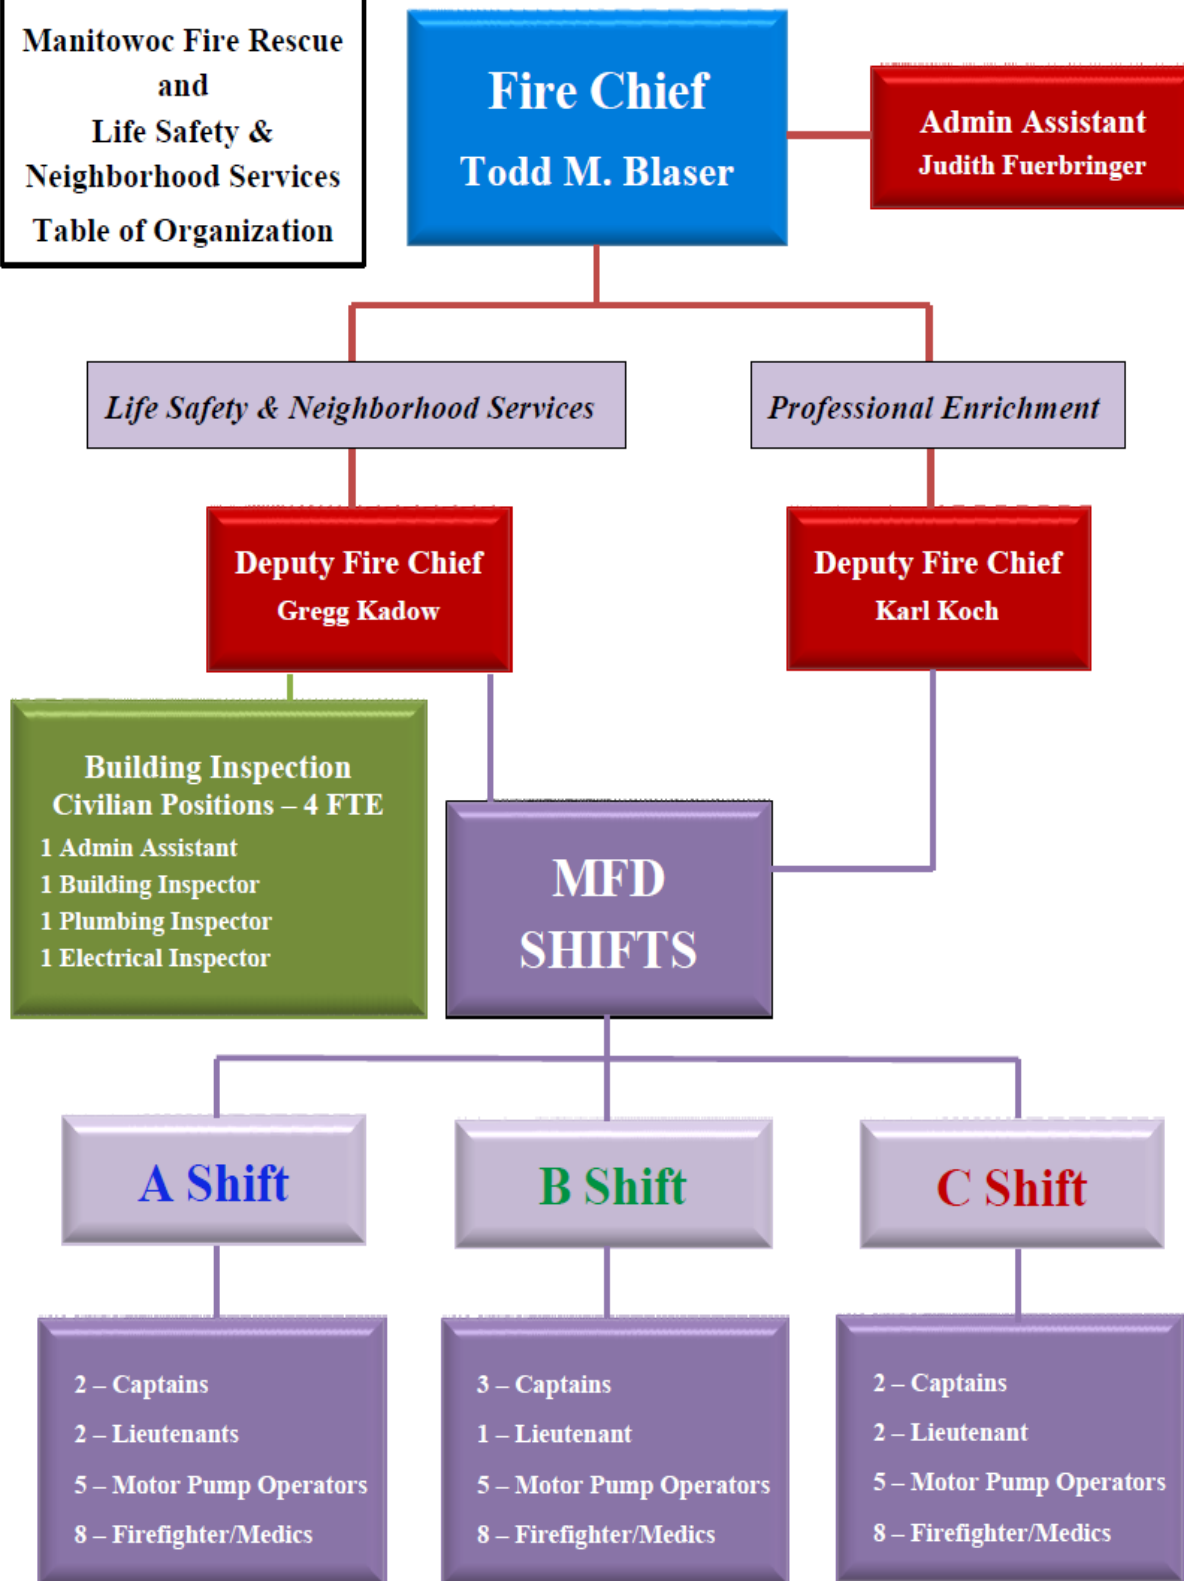 Manitowoc Fire Rescue
and
Life Safety &
Neighborhood Services
Table of Organization
Fire Chief
Todd M. Blaser
Admin Assistant
Judith Fuerbringer
Life Safety & Neighborhood Services
Professional Enrichment
Deputy Fire Chief
Gregg Kadow
Deputy Fire Chief
Karl Koch
Building Inspection
Civilian Positions – 4 FTE
1 Admin Assistant
1 Building Inspector
1 Plumbing Inspector
1 Electrical Inspector
MFD
SHIFTS
A Shift
B Shift
C Shift
2 – Captains
2 – Lieutenants
5 – Motor Pump Operators
8 – Firefighter/Medics
3 – Captains
1 – Lieutenant
5 – Motor Pump Operators
8 – Firefighter/Medics
2 – Captains
2 – Lieutenant
5 – Motor Pump Operators
8 – Firefighter/Medics